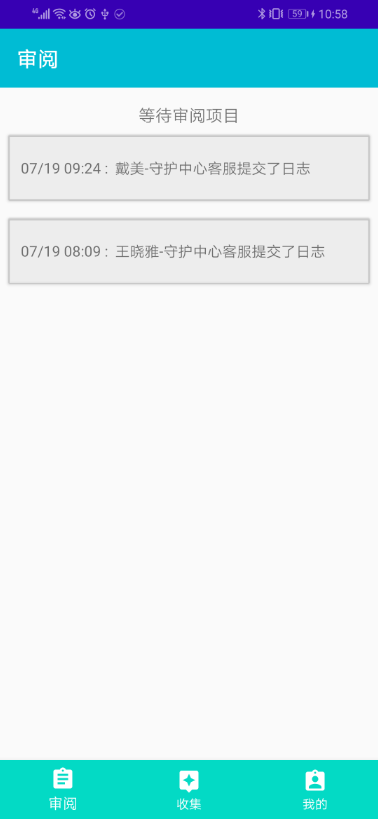 4G 59 10:58
审阅
等待审阅项目
07/19 09:24 : 戴美-守护中心客服提交了日志
07/19 08:09 : 王晓雅-守护中心客服提交了日志
审阅 收集 我的